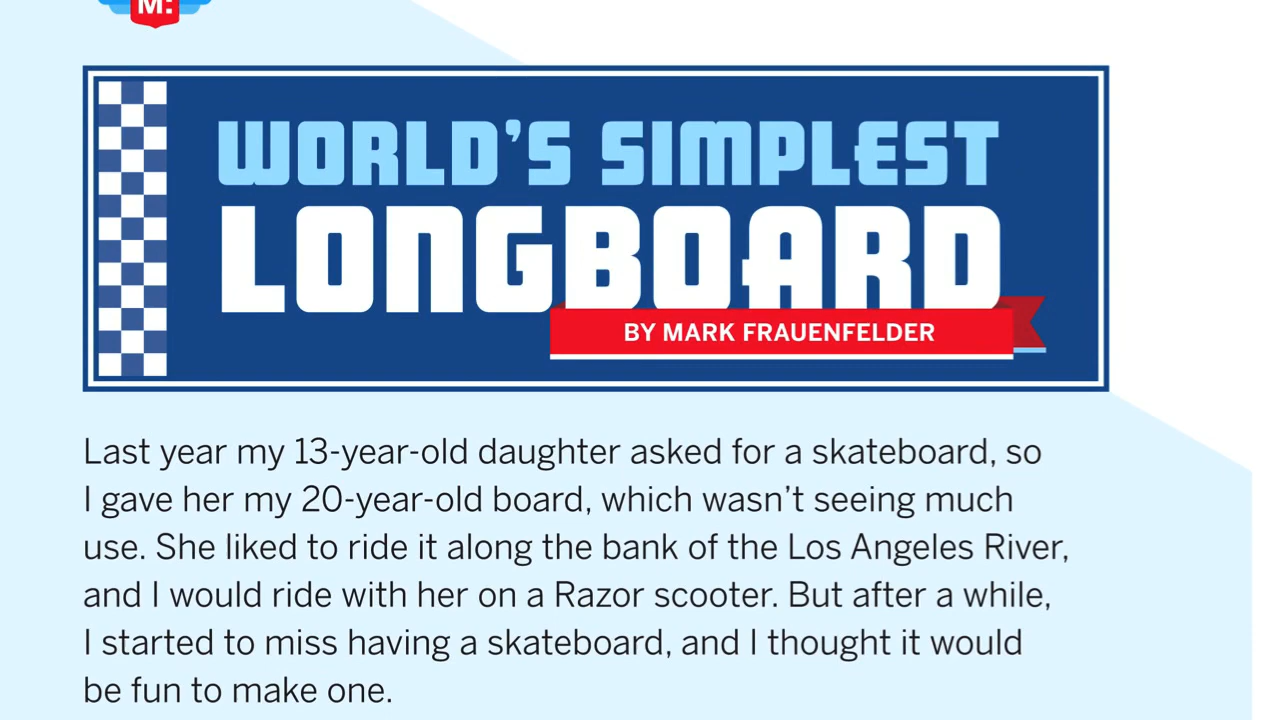 M:
WORLD'S SIMPLEST
LONGBOARD
BY MARK FRAUENFELDER
Last year my 13-year-old daughter asked for a skateboard, so
I gave her my 20-year-old board, which wasn't seeing much
use. She liked to ride it along the bank of the Los Angeles River,
and I would ride with her on a Razor scooter. But after a while,
I started to miss having a skateboard, and I thought it would
be fun to make one.